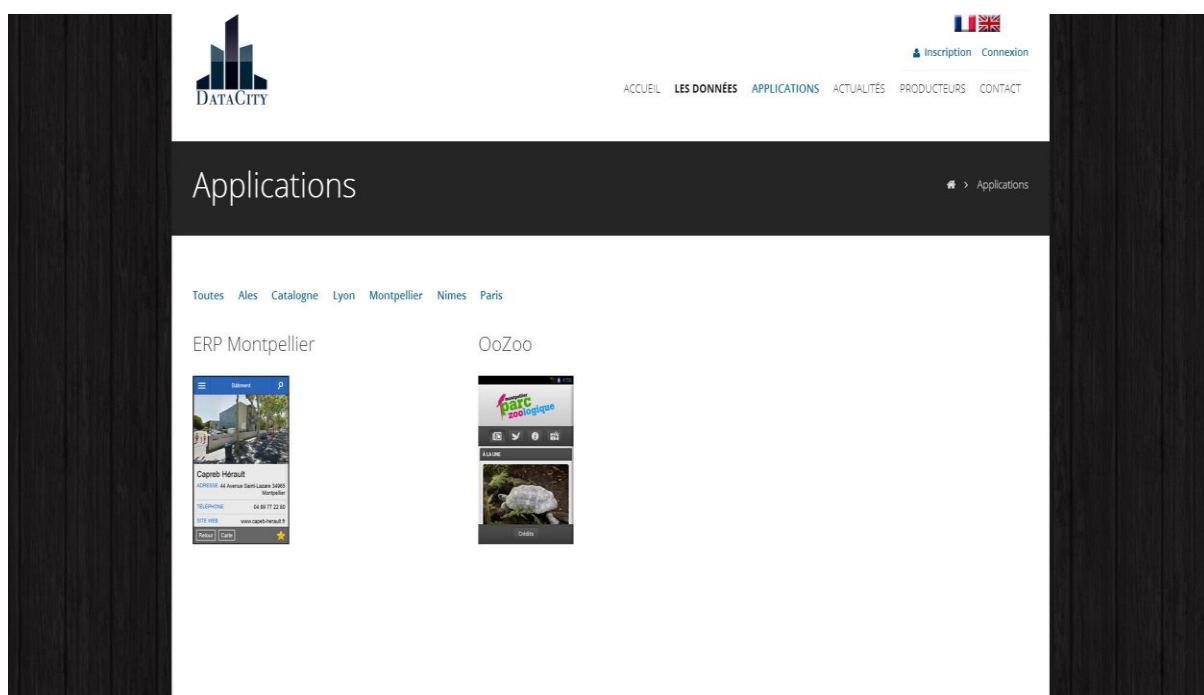 Inscription Connexion
DATACITY
ACCUEIL LES DONNÉES APPLICATIONS ACTUALITÉS PRODUCTEURS CONTACT
Applications
> Applications
Toutes Ales Catalogne Lyon Montpellier Nimes Paris
ERP Montpellier
OoZoo
Bâtiment
Capreb Hérault
ADRESSE 44 Avenue Saint-Lazare 34965
Montpellier
TÉLÉPHONE 04 99 77 22 80
SITE WEB www.capeb-herault.fr
Retour Carte
montpellier
parc
zoologique
À LA UNE
Crédits